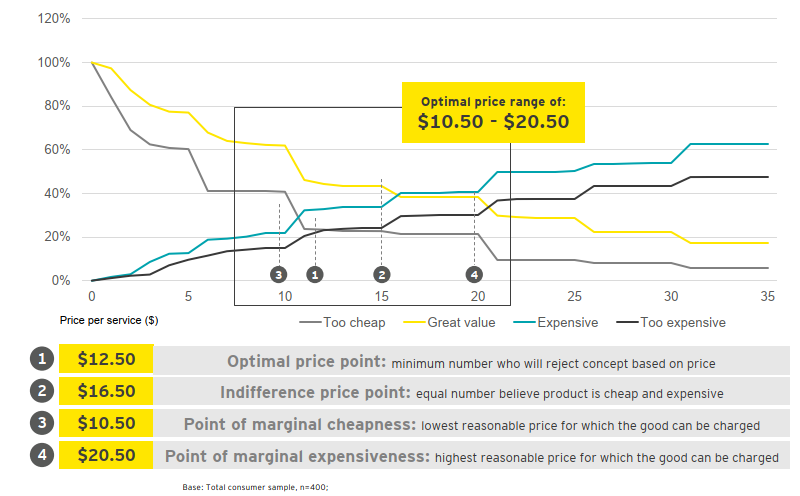 120%
100%
80%
60%
40%
20%
0%
Optimal price range of:
$10.50 - $20.50
3
1
2
4
0
5
10
15
20
25
30
35
Price per service ($)
Too cheap
Great value
Expensive
Too expensive
1 $12.50 Optimal price point: minimum number who will reject concept based on price
2 $16.50 Indifference price point: equal number believe product is cheap and expensive
3 $10.50 Point of marginal cheapness: lowest reasonable price for which the good can be charged
4 $20.50 Point of marginal expensiveness: highest reasonable price for which the good can be charged
Base: Total consumer sample, n=400;